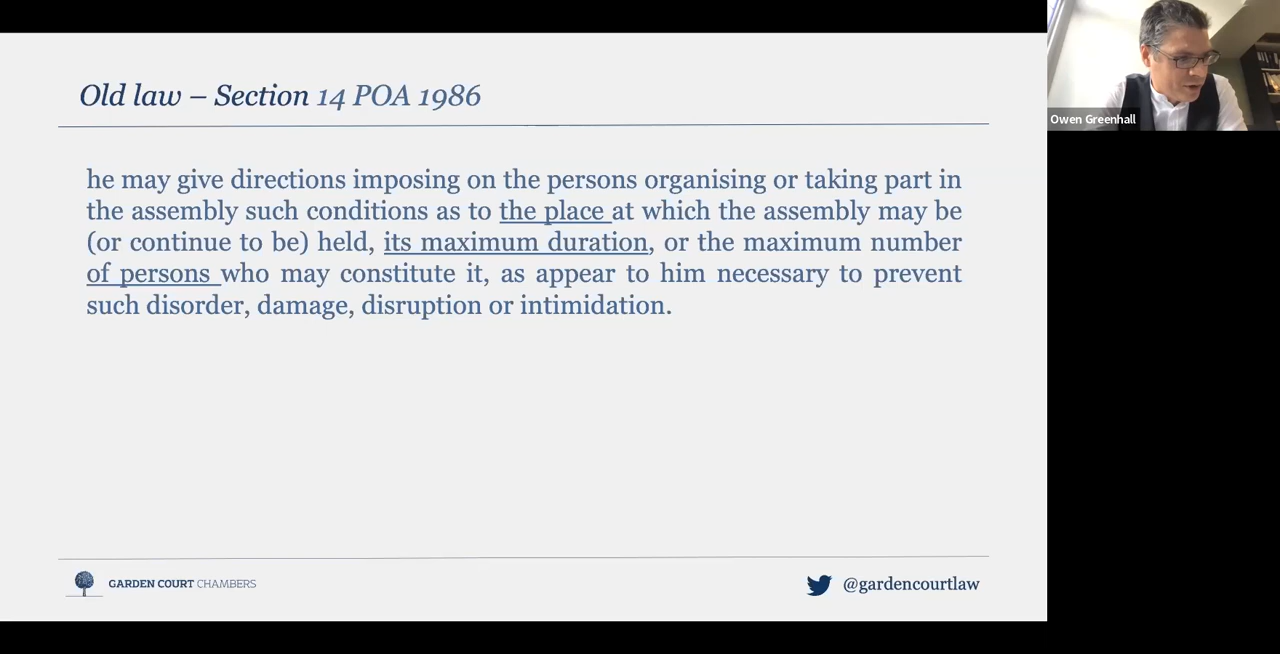 Old law – Section 14 POA 1986
Owen Greenhall
he may give directions imposing on the persons organising or taking part in
the assembly such conditions as to the place at which the assembly may be
(or continue to be) held, its maximum duration, or the maximum number
of persons who may constitute it, as appear to him necessary to prevent
such disorder, damage, disruption or intimidation.
GARDEN COURT CHAMBERS
@gardencourtlaw